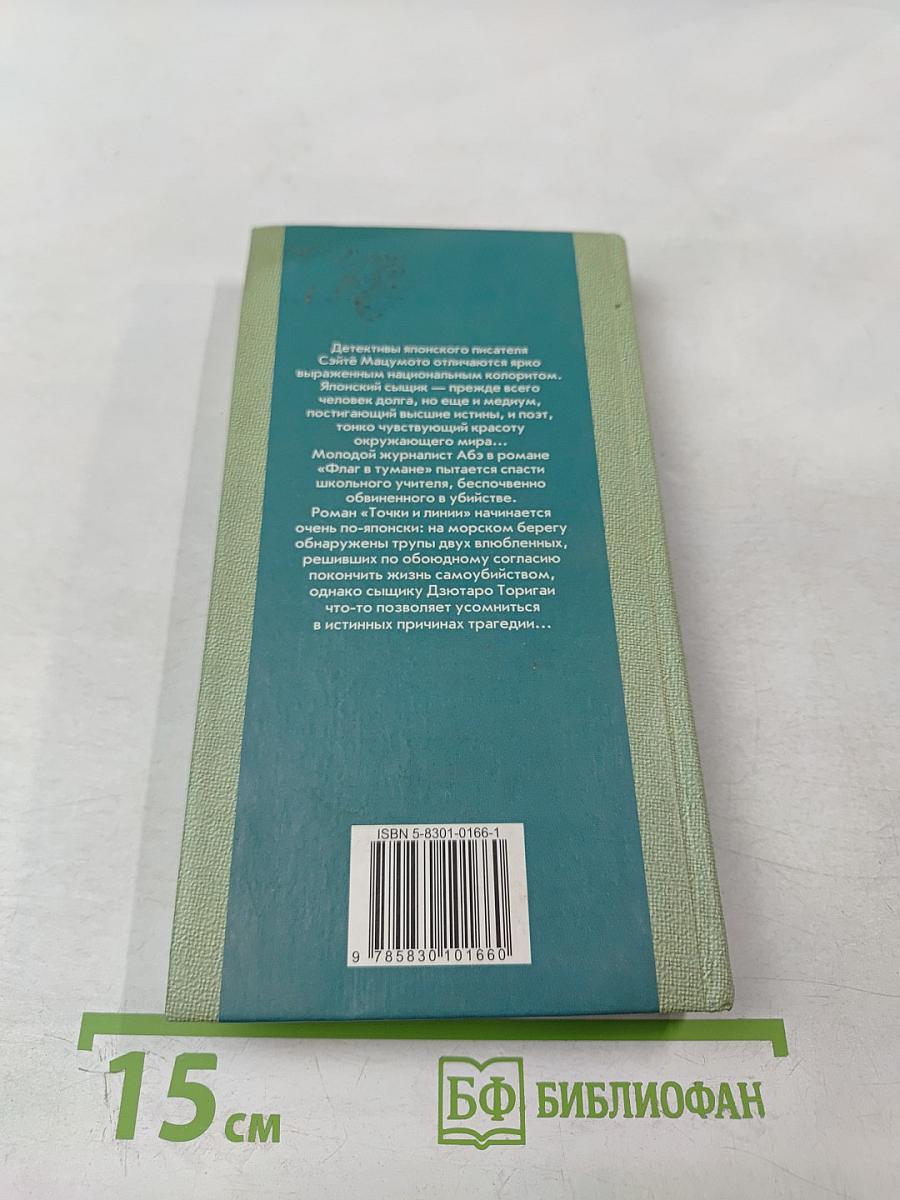 Детективы японского писателя
Сэйтё Мацумото отличаются ярко
выраженным национальным колоритом.
Японский сыщик — прежде всего
человек долга, но еще и медиум,
постигающий высшие истины, и поэт,
тонко чувствующий красоту
окружающего мира...
Молодой журналист Абэ в романе
«Флаг в тумане» пытается спасти
школьного учителя, беспочвенно
обвиненного в убийстве.
Роман «Точки и линии» начинается
очень по-японски: на морском берегу
обнаружены трупы двух влюбленных,
решивших по обоюдному согласию
покончить жизнь самоубийством,
однако сыщику Дзютаро Торигаи
что-то позволяет усомниться
в истинных причинах трагедии...
ISBN 5-8301-0166-1
9 785830 101660
15 см
БФ БИБЛИОФАН